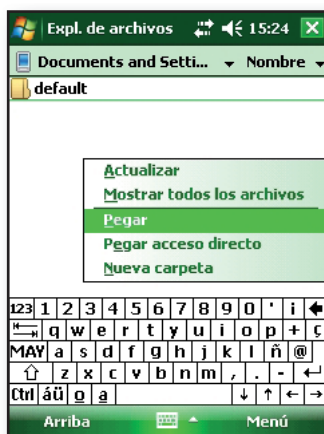 Expl. de archivos 15:24
Documents and Setti... Nombre
default
Actualizar
Mostrar todos los archivos
Pegar
Pegar acceso directo
Nueva carpeta
123 1 2 3 4 5 6 7 8 9 0 ' ¡
q w e r t y u i o p + ç
MAY a s d f g h j k l ñ @
z x c v b n m , . -
Ctrl áü º ª ↓ ↑ ← →
Arriba Menú